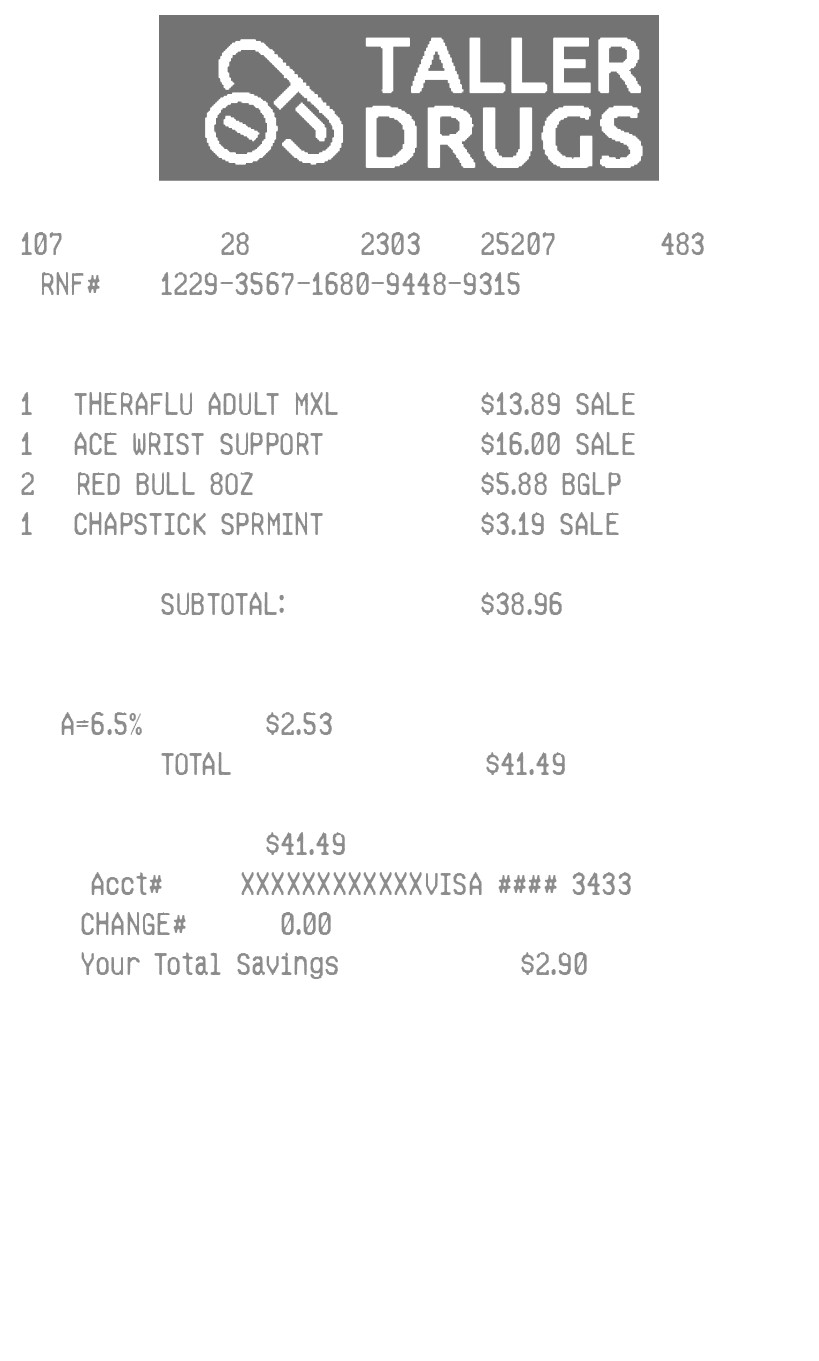 TALLER
DRUGS
107 28 2303 25207 483
RNF# 1229-3567-1680-9448-9315
1 THERAFLU ADULT MXL $13.89 SALE
1 ACE WRIST SUPPORT $16.00 SALE
2 RED BULL 8OZ $5.88 BGLP
1 CHAPSTICK SPRMINT $3.19 SALE
SUBTOTAL: $38.96
A=6.5% $2.53
TOTAL $41.49
$41.49
Acct# XXXXXXXXXXXXVISA #### 3433
CHANGE# 0.00
Your Total Savings $2.90